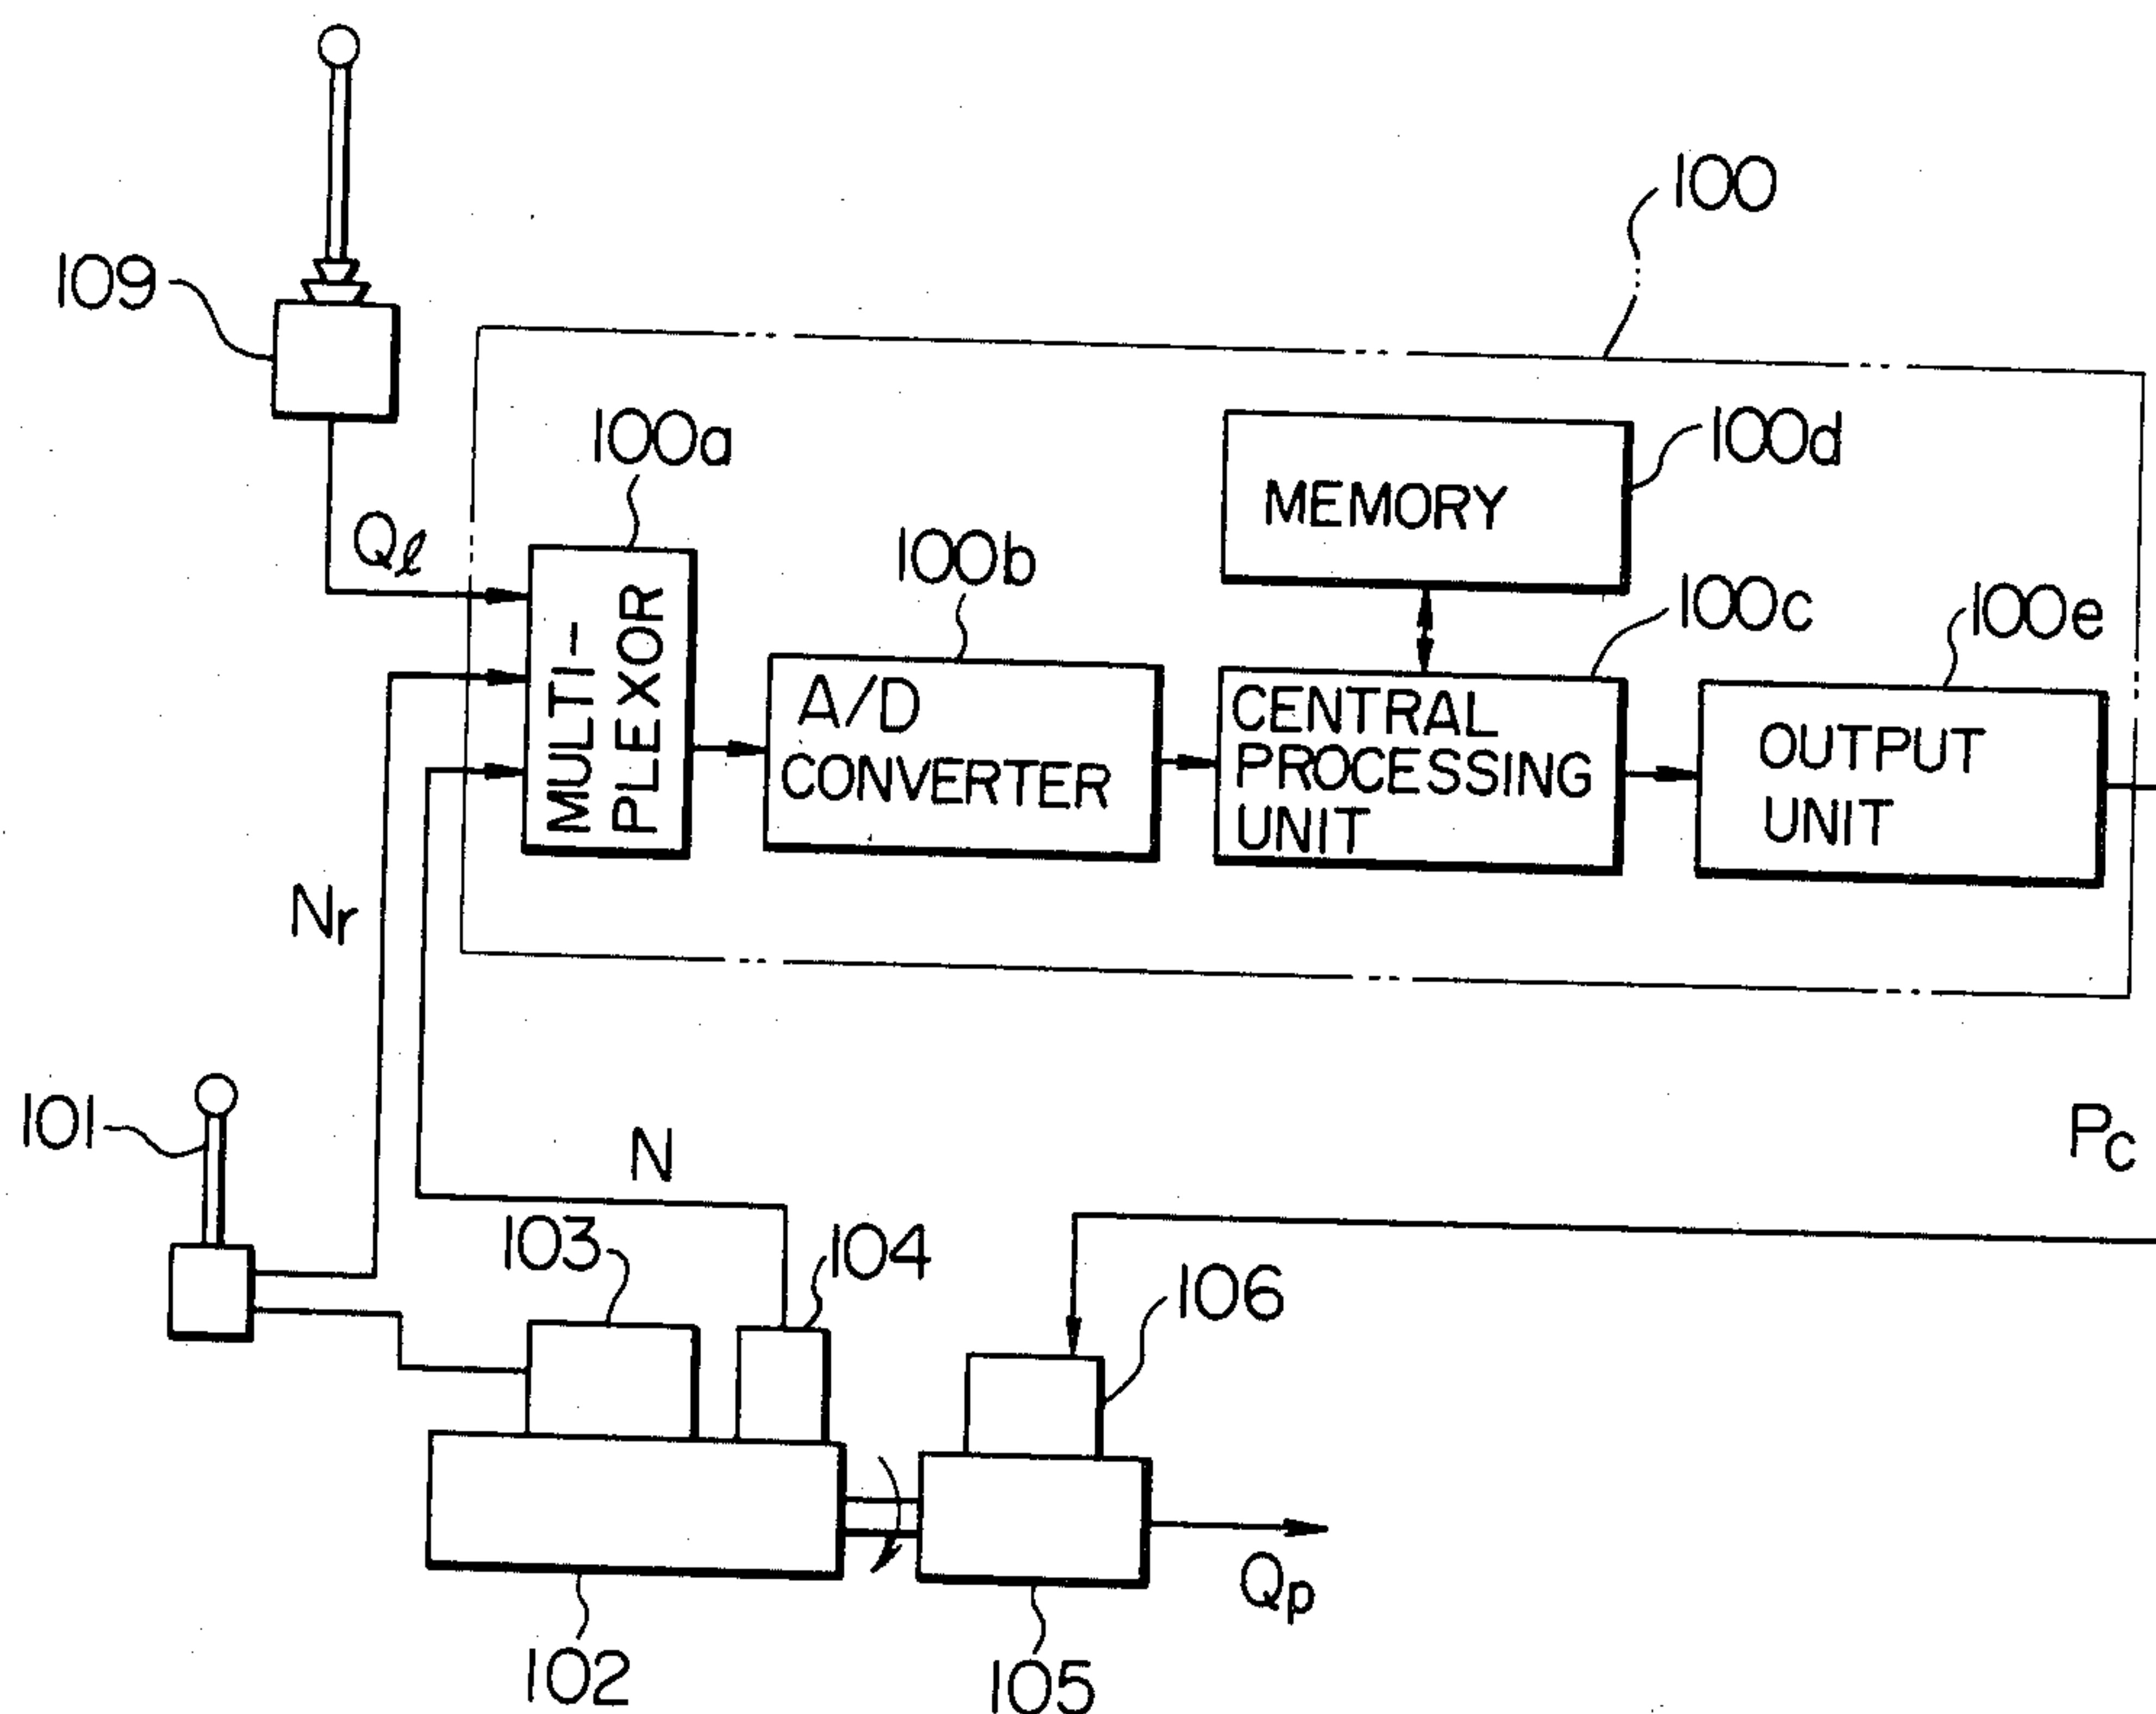 100
109
100a
100d
MEMORY
Qℓ
100b
100c
100e
MULTI-
PLEXOR
A/D
CONVERTER
CENTRAL
PROCESSING
UNIT
OUTPUT
UNIT
Nr
101
N
Pc
103
104
106
Qp
102
105